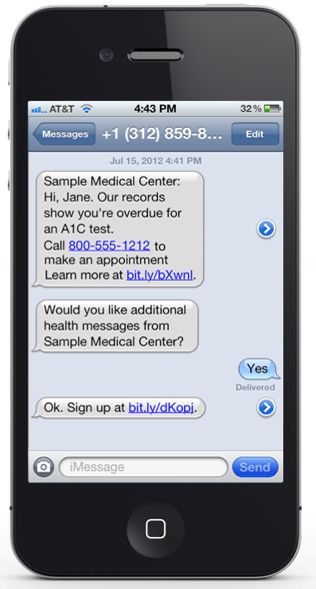 AT&T 4:43 PM 32%
Messages +1 (312) 859-8... Edit
Jul 15, 2012 4:41 PM
Sample Medical Center:
Hi, Jane. Our records
show you're overdue for
an A1C test.
Call 800-555-1212 to
make an appointment
Learn more at bit.ly/bXwnl.
Would you like additional
health messages from
Sample Medical Center?
Yes
Delivered
Ok. Sign up at bit.ly/dKopj.
iMessage Send